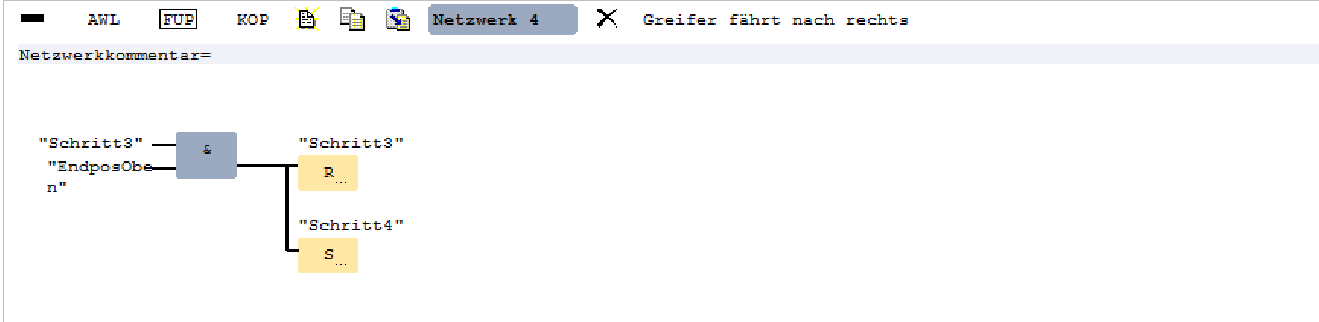 AWL FUP KOP Netzwerk 4 Greifer fährt nach rechts
Netzwerkkommentar=
"Schritt3" & "Schritt3"
"EndposObe
n"
R...
"Schritt4"
S...